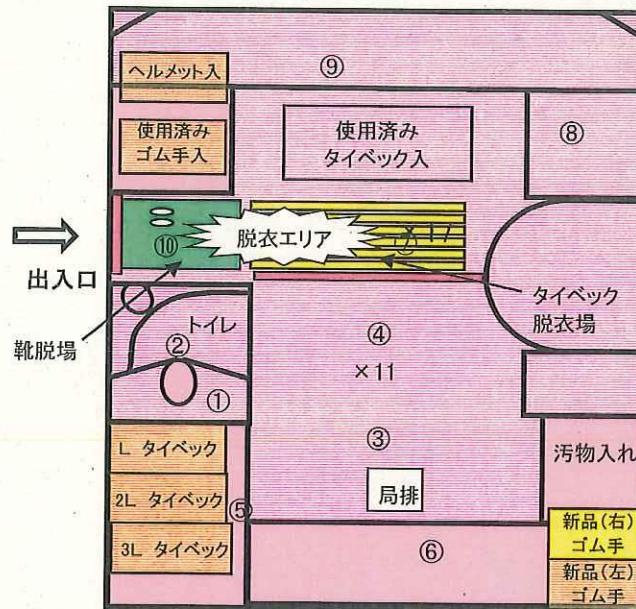 ⑨
ヘルメット入
使用済み
ゴム手入
使用済み
タイベック入
⑧
⑩
脱衣エリア
出入口
靴脱場
タイベック
脱衣場
トイレ
②
①
④
×11
③
局排
L タイベック
2L タイベック
3L タイベック
⑤
⑥
汚物入れ
新品(右)
ゴム手
新品(左)
ゴム手